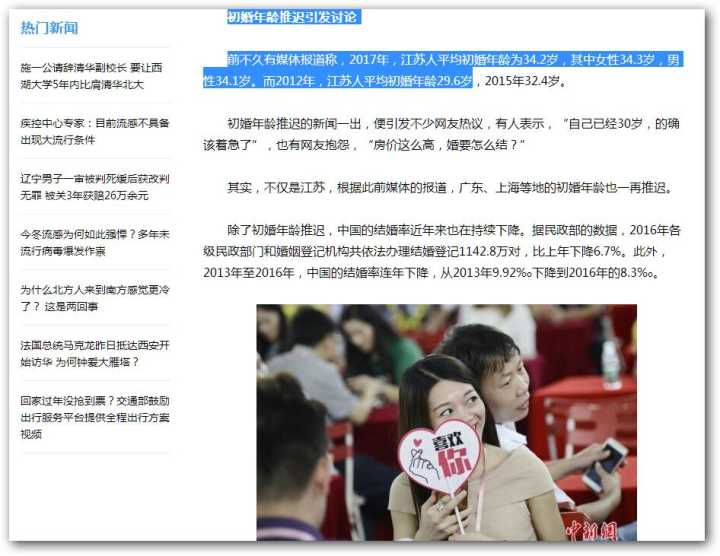 热门新闻
施一公请辞清华副校长 要让西
湖大学5年内比肩清华北大
疾控中心专家：目前流感不具备
出现大流行条件
辽宁男子一审被判死缓后获改判
无罪 被关3年获赔26万余元
今冬流感为何如此强悍？多年未
流行病毒爆发作祟
为什么北方人来到南方感觉更冷
了？ 这是两回事
法国总统马克龙昨日抵达西安开
始访华 为何钟爱大雁塔？
回家过年没抢到票？交通部鼓励
出行服务平台提供全程出行方案
视频
初婚年龄推迟引发讨论
前不久有媒体报道称，2017年，江苏人平均初婚年龄为34.2岁，其中女性34.3岁，男
性34.1岁。而2012年，江苏人平均初婚年龄29.6岁，2015年32.4岁。
初婚年龄推迟的新闻一出，便引发不少网友热议，有人表示，“自己已经30岁，的确
该着急了”，也有网友抱怨，“房价这么高，婚要怎么结？”
其实，不仅是江苏，根据此前媒体的报道，广东、上海等地的初婚年龄也一再推迟。
除了初婚年龄推迟，中国的结婚率近年来也在持续下降。据民政部的数据，2016年各
级民政部门和婚姻登记机构共依法办理结婚登记1142.8万对，比上年下降6.7%。此外，
2013年至2016年，中国的结婚率连年下降，从2013年9.92‰下降到2016年的8.3‰。
喜欢
你
中新网